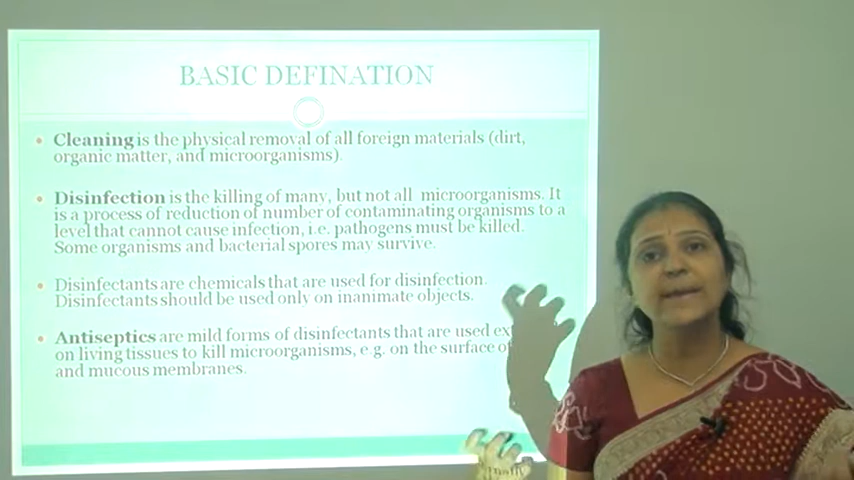 BASIC DEFINATION
• Cleaning is the physical removal of all foreign materials (dirt,
organic matter, and microorganisms).
• Disinfection is the killing of many, but not all microorganisms. It
is a process of reduction of number of contaminating organisms to a
level that cannot cause infection, i.e. pathogens must be killed.
Some organisms and bacterial spores may survive.
• Disinfectants are chemicals that are used for disinfection.
Disinfectants should be used only on inanimate objects.
• Antiseptics are mild forms of disinfectants that are used
on living tissues to kill microorganisms, e.g. on the surface
and mucous membranes.